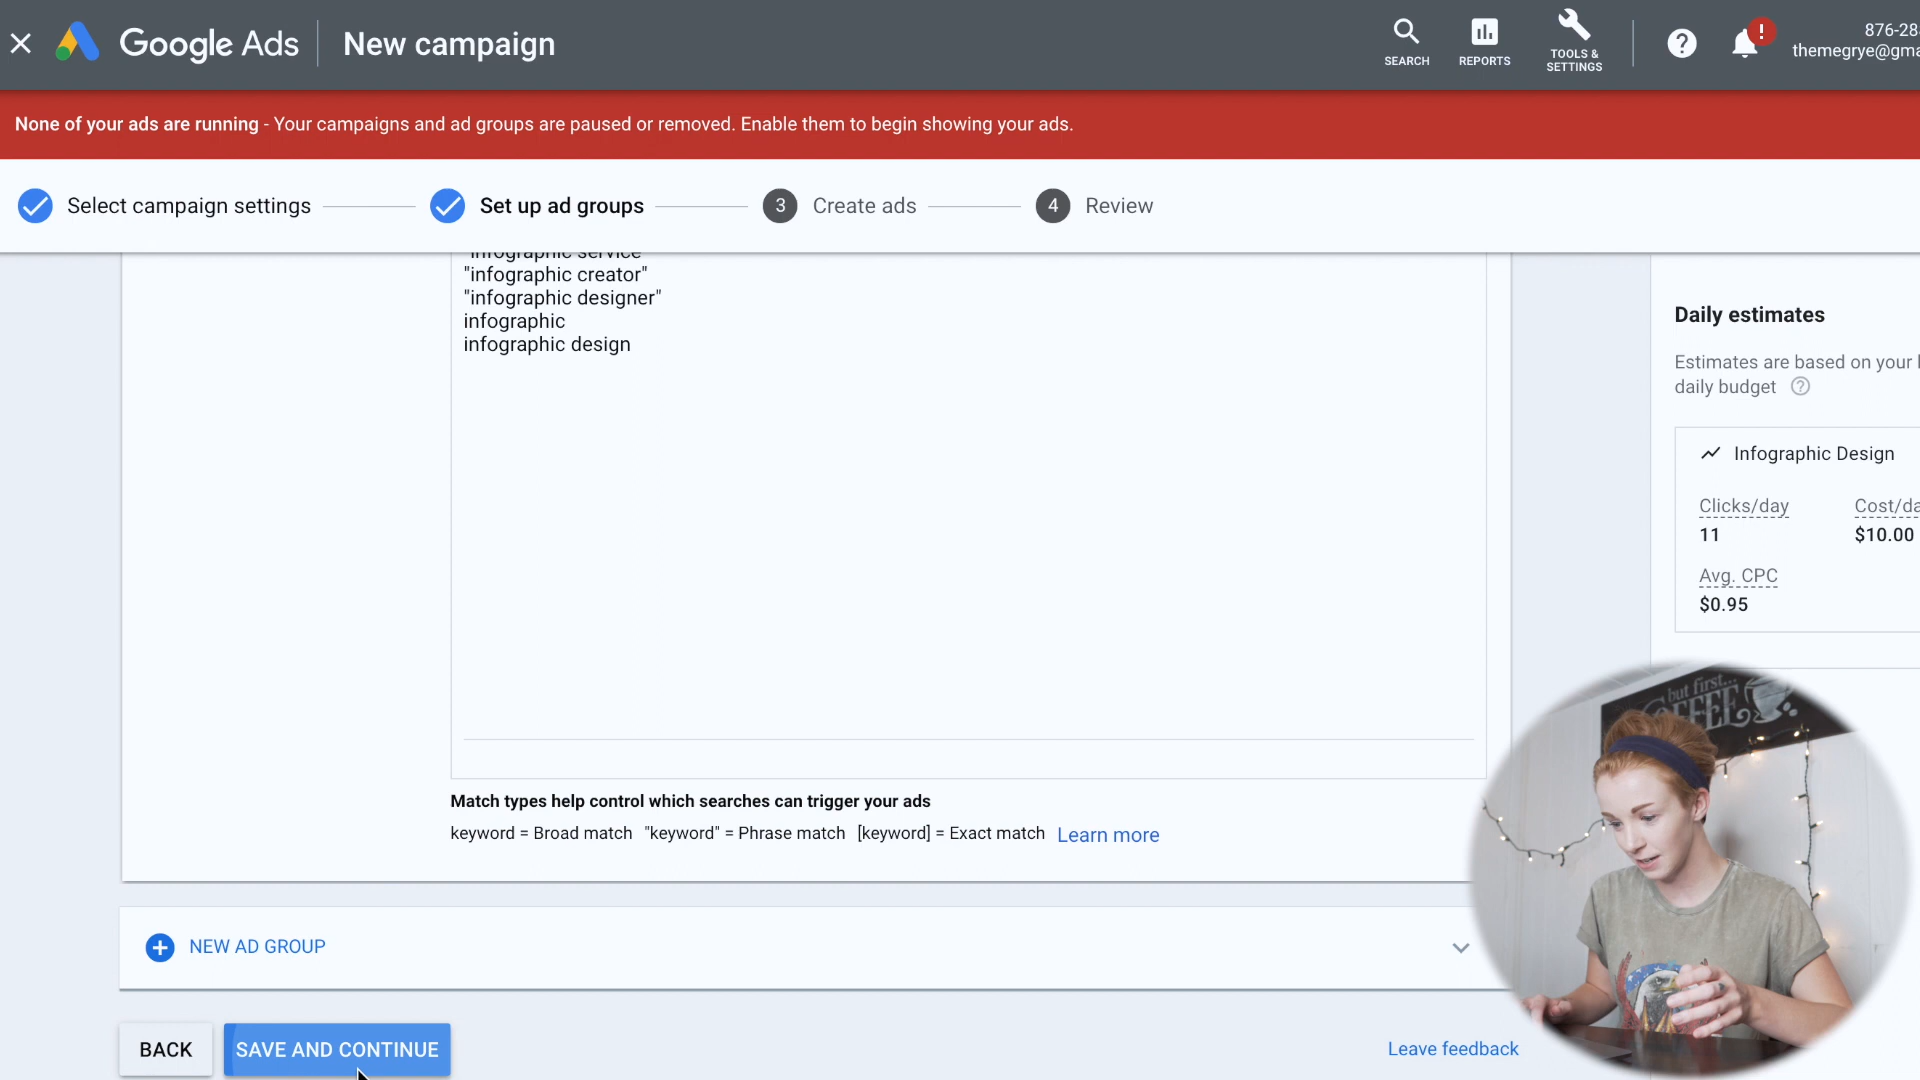 Google Ads
New campaign
SEARCH
REPORTS
TOOLS &
SETTINGS
!
876-28
themegrye@gma
None of your ads are running - Your campaigns and ad groups are paused or removed. Enable them to begin showing your ads.
Select campaign settings
Set up ad groups
3 Create ads
4 Review
"infographic service"
"infographic creator"
"infographic designer"
infographic
infographic design
Match types help control which searches can trigger your ads
keyword = Broad match "keyword" = Phrase match [keyword] = Exact match Learn more
NEW AD GROUP
BACK
SAVE AND CONTINUE
Leave feedback
Daily estimates
Estimates are based on your
daily budget ?
Infographic Design
Clicks/day Cost/da
11 $10.00
Avg. CPC
$0.95
but first...
COFFEE